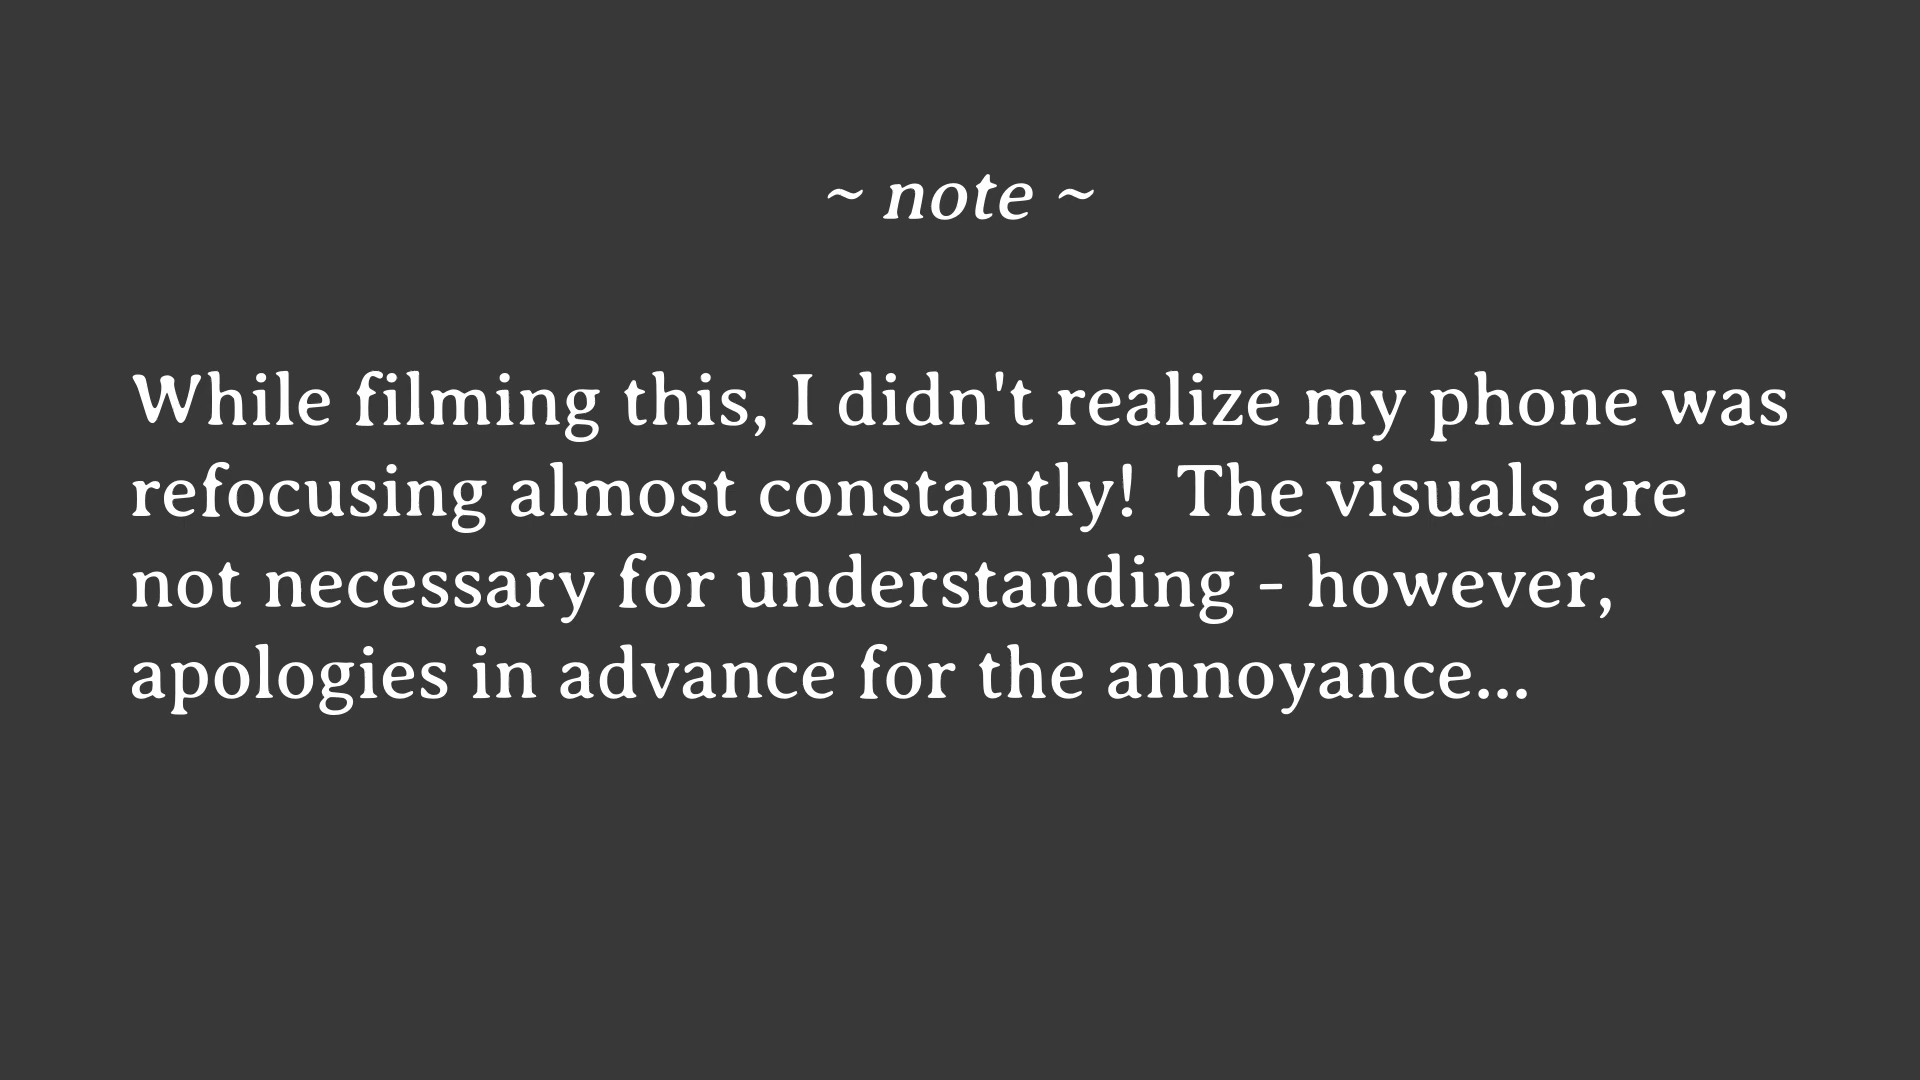 ~ note ~
While filming this, I didn't realize my phone was
refocusing almost constantly!  The visuals are
not necessary for understanding - however,
apologies in advance for the annoyance...